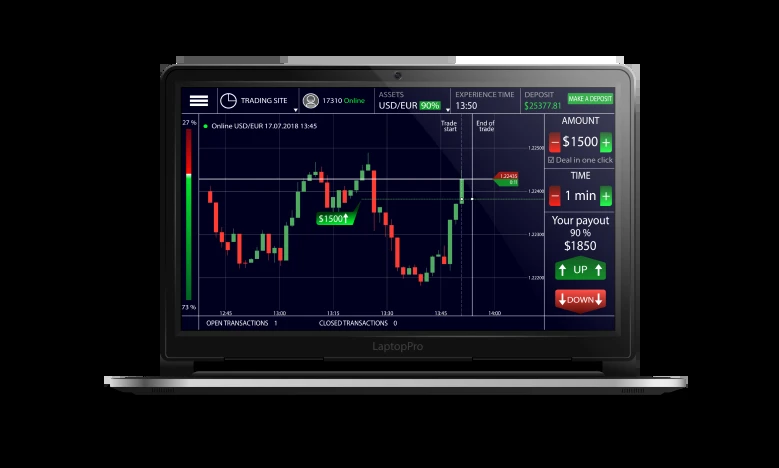 TRADING SITE
17310 Online
ASSETS
USD/EUR 90%
EXPERIENCE TIME
13:50
DEPOSIT
$25377.81
MAKE A DEPOSIT
27 %
73 %
Online USD/EUR 17.07.2018 13:45
Trade
start
End of
trade
1.22500
1.22435
0:11
1.22400
1.22300
1.22200
$1500↑
12:45
13:00
13:15
13:30
13:45
14:00
OPEN TRANSACTIONS 1
CLOSED TRANSACTIONS 0
AMOUNT
− $1500 +
☑ Deal in one click
TIME
− 1 min +
Your payout
90 %
$1850
↑ UP ↑
↓DOWN↓
LaptopPro